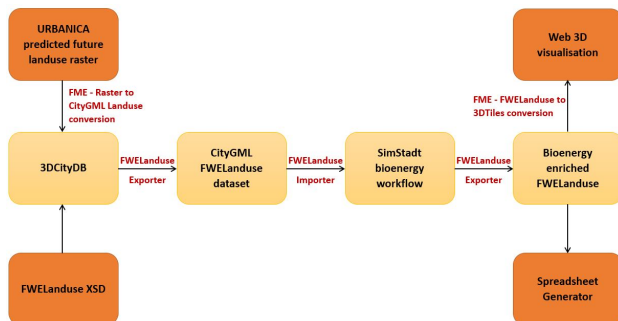 URBANICA
predicted future
landuse raster
Web 3D
visualisation
FME - Raster to
CityGML Landuse
conversion
FME - FWELanduse to
3DTiles conversion
3DCityDB
FWELanduse
Exporter
CityGML
FWELanduse
dataset
FWELanduse
Importer
SimStadt
bioenergy
workflow
FWELanduse
Exporter
Bioenergy
enriched
FWELanduse
FWELanduse XSD
Spreadsheet
Generator